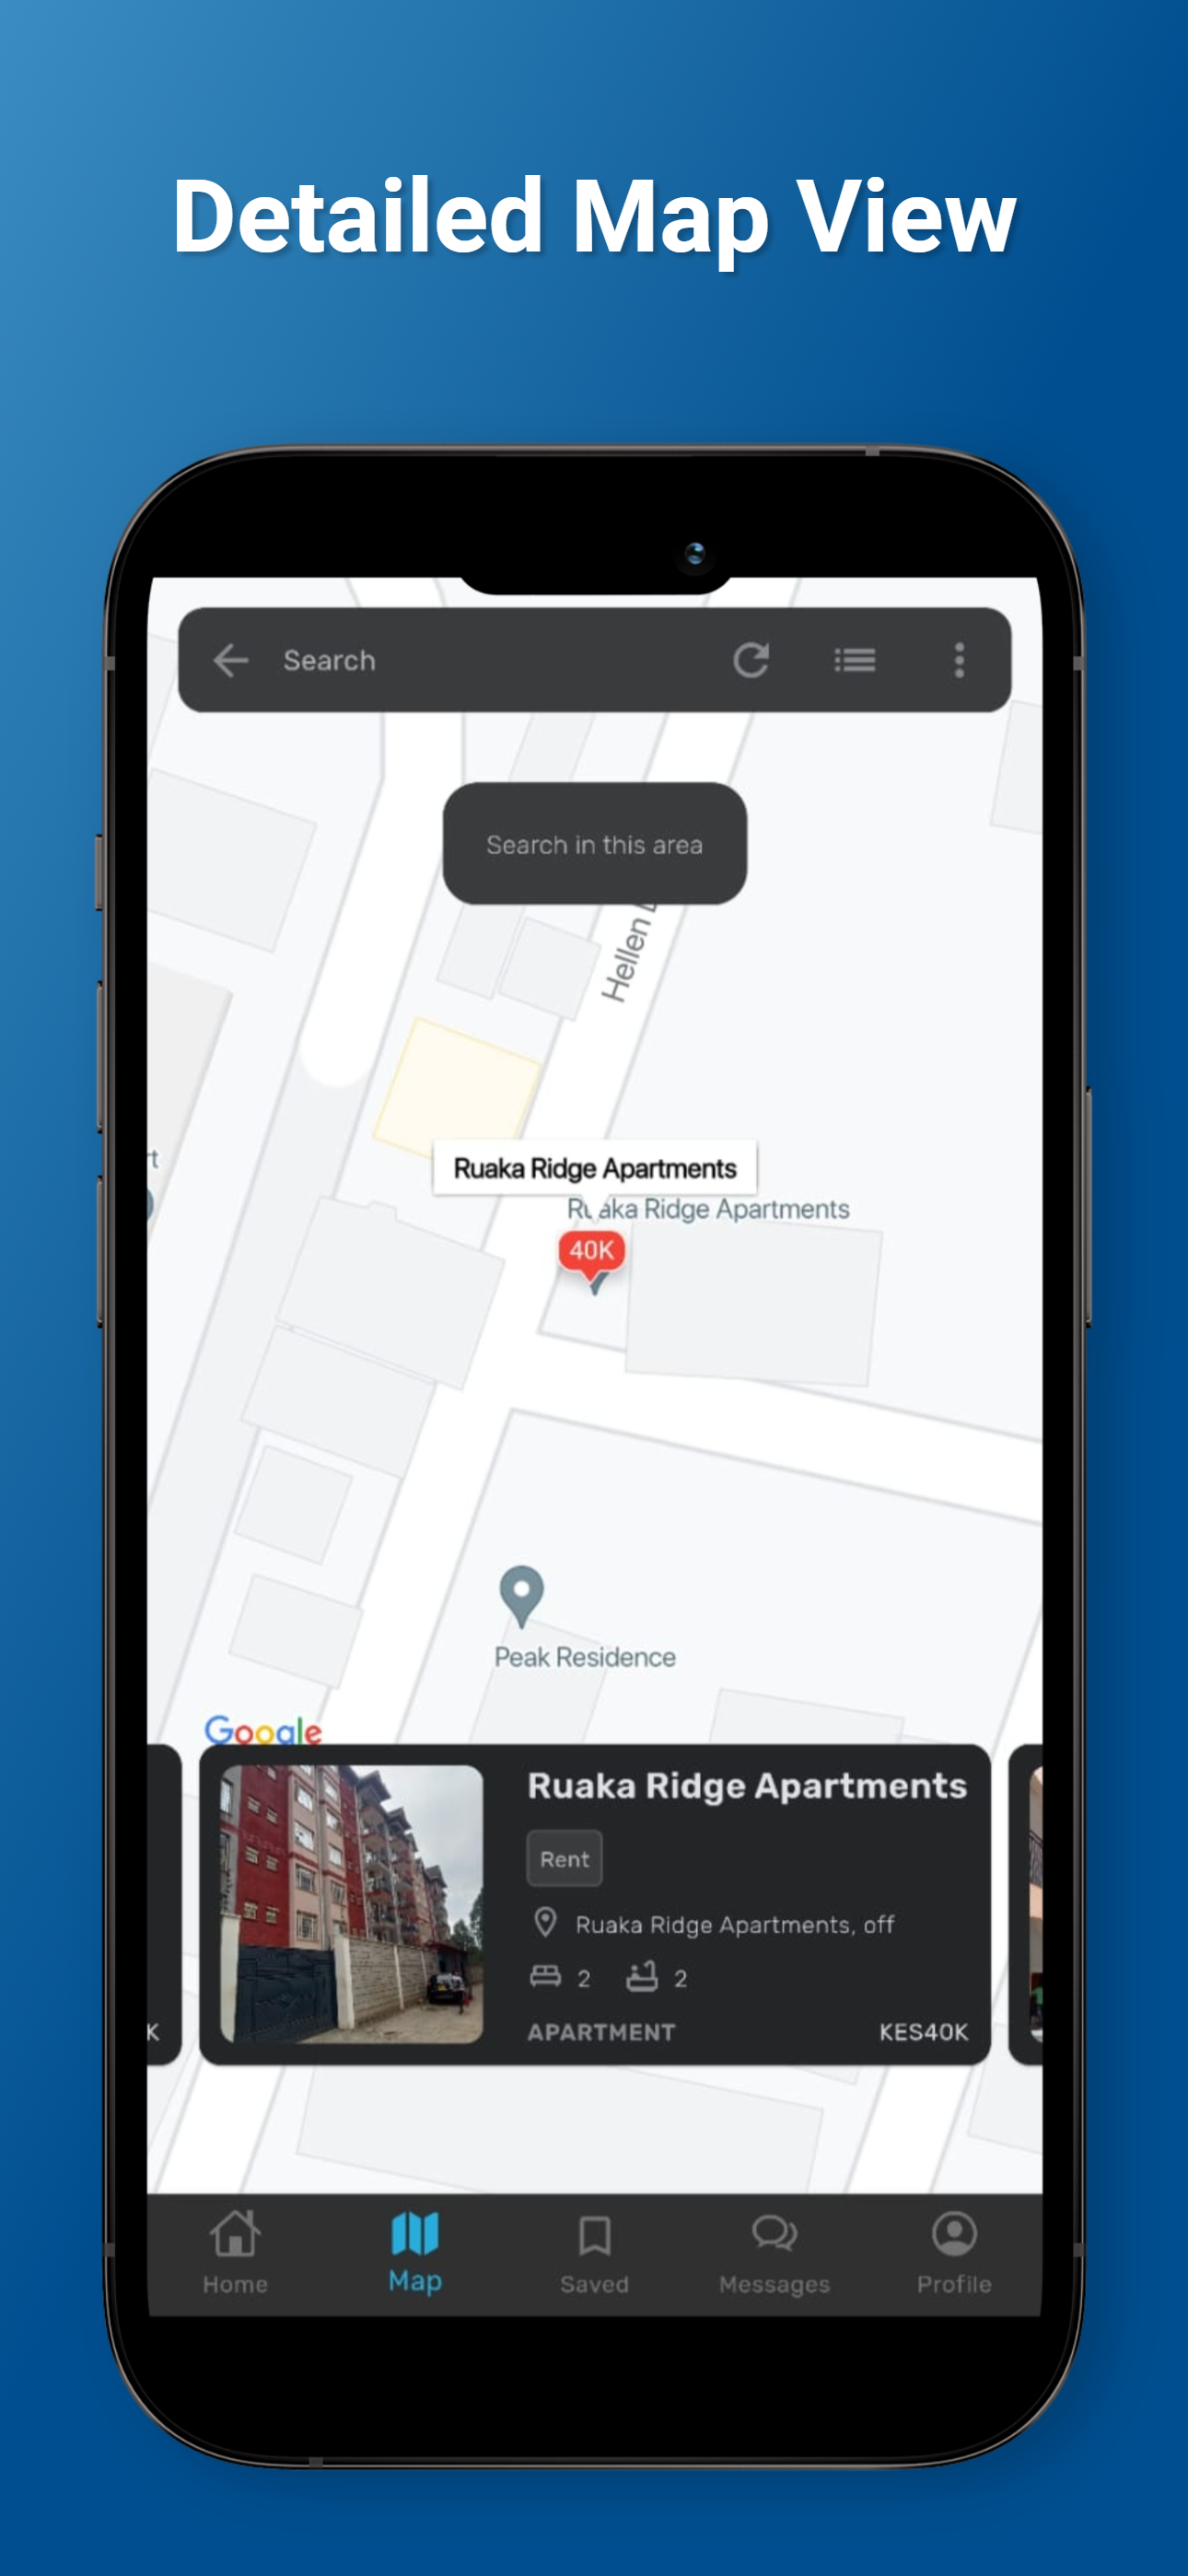 Detailed Map View
Search
Search in this area
Hellen
Ruaka Ridge Apartments
Ruaka Ridge Apartments
40K
Peak Residence
Google
Ruaka Ridge Apartments
Rent
Ruaka Ridge Apartments, off
2 2
APARTMENT KES40K
K
Home Map Saved Messages Profile